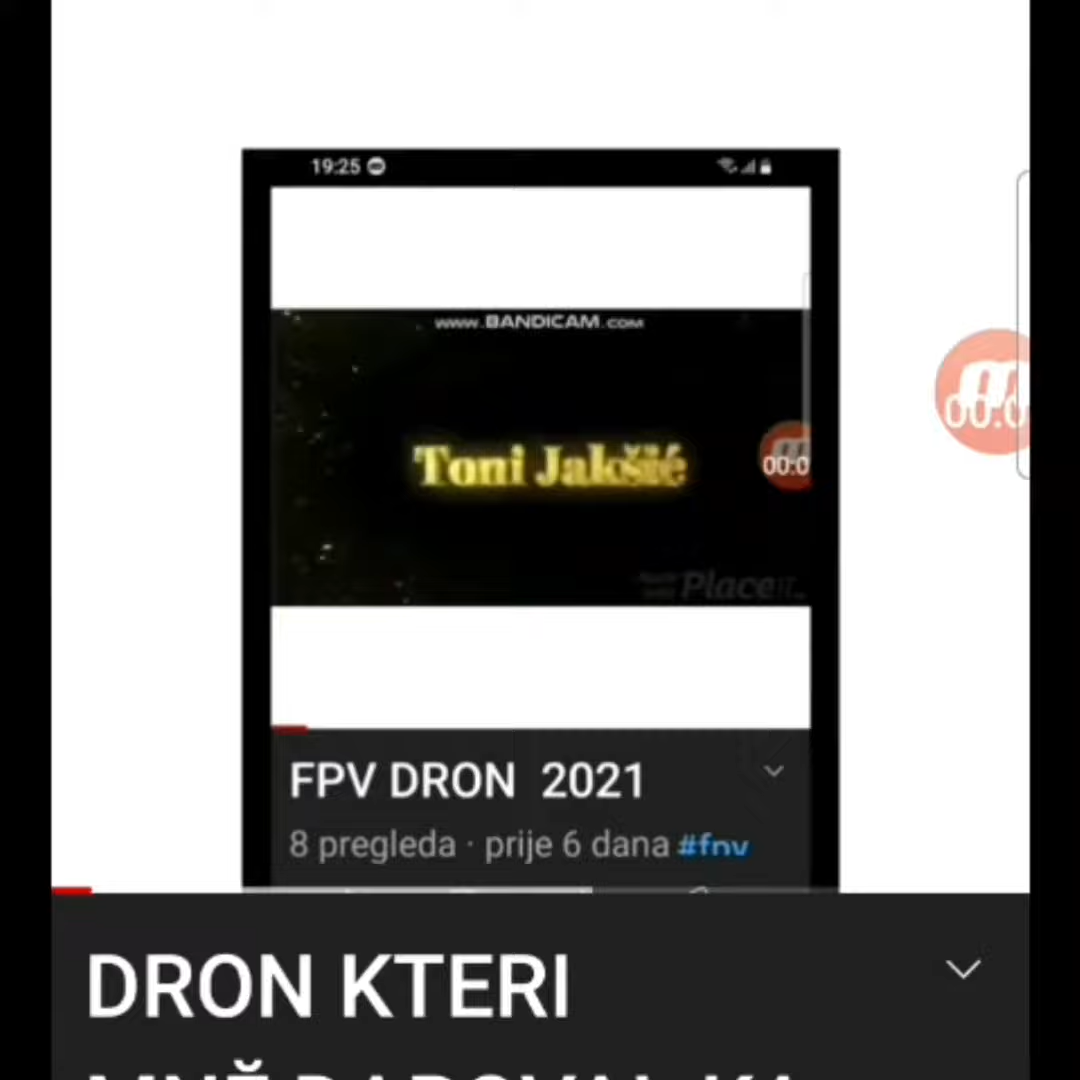 19:25
www.BANDICAM.COM
Toni Jakšić
00:0
00:0
PlaceIT
FPV DRON 2021
8 pregleda · prije 6 dana #fpv
DRON KTERI